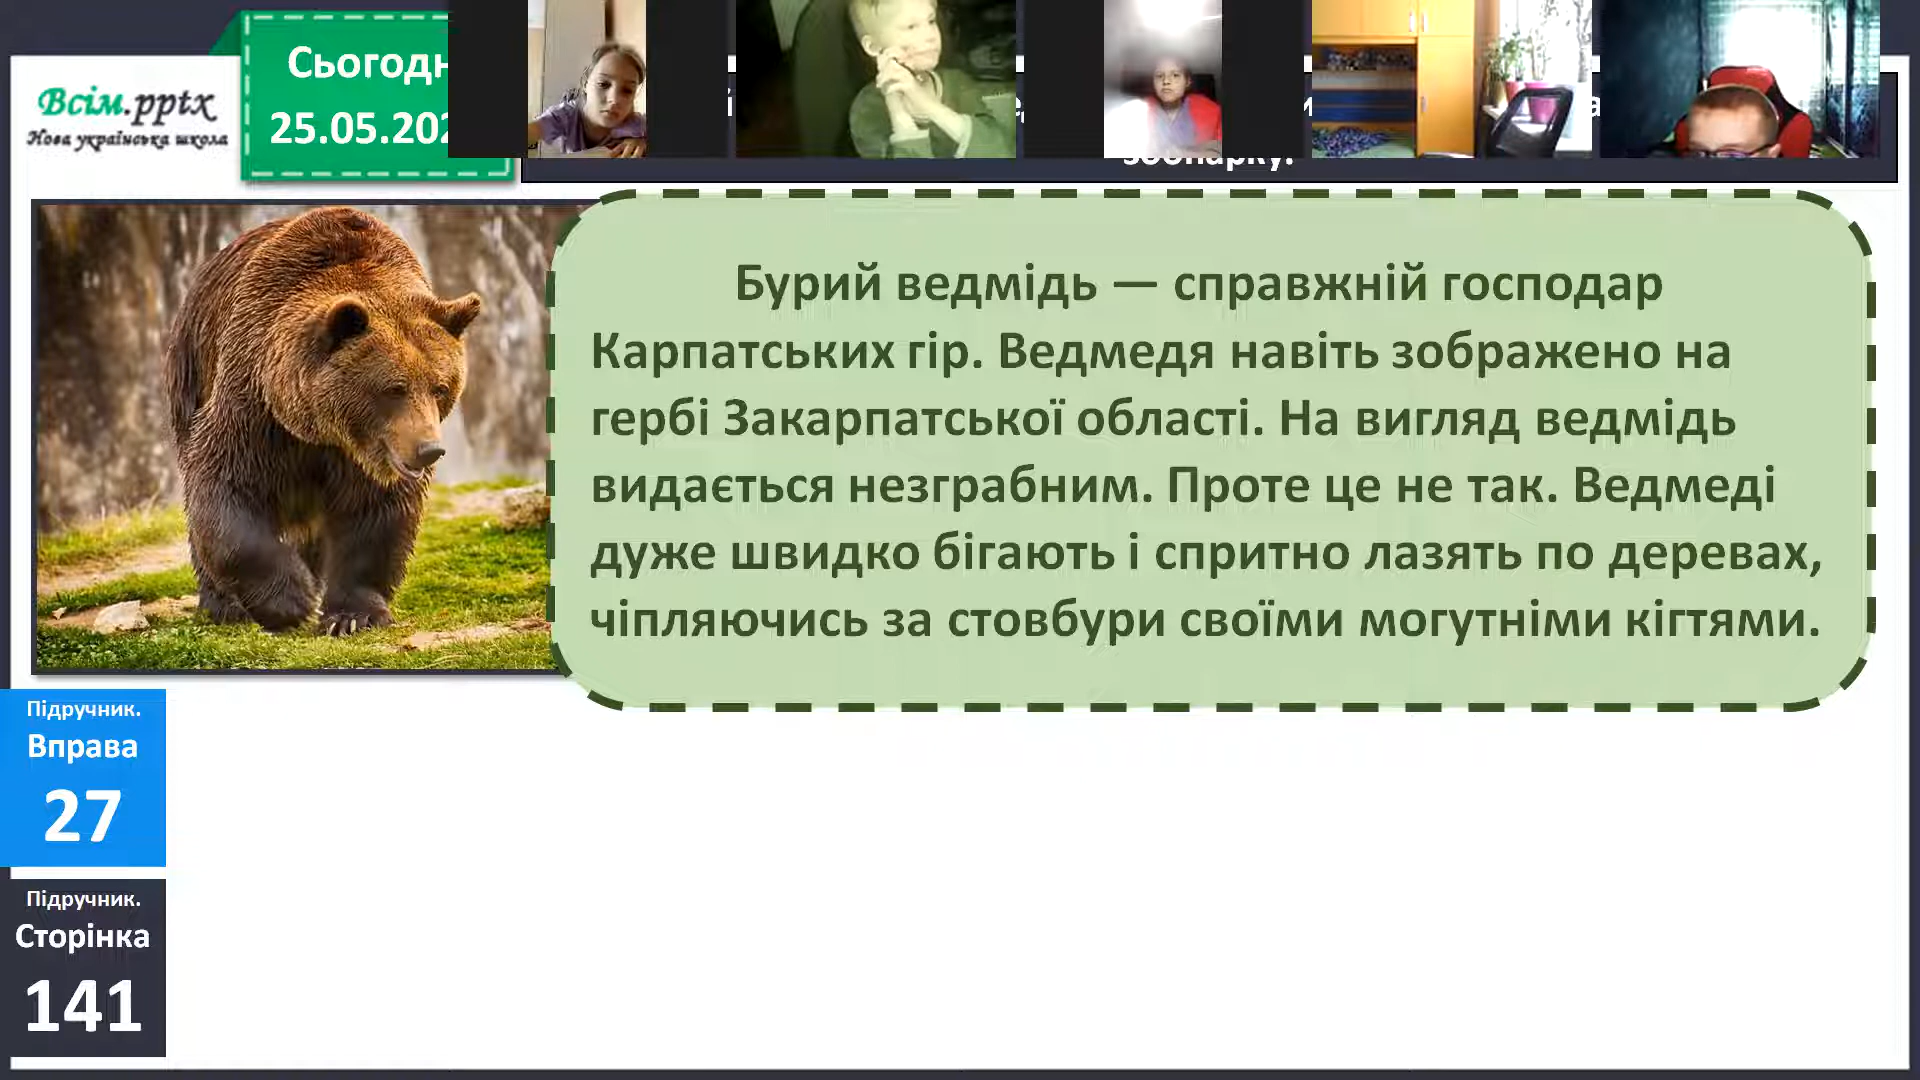 Сьогодн
25.05.202
Всім.pptx
Нова українська школа
зоопарку.
Бурий ведмідь — справжній господар
Карпатських гір. Ведмедя навіть зображено на
гербі Закарпатської області. На вигляд ведмідь
видається незграбним. Проте це не так. Ведмеді
дуже швидко бігають і спритно лазять по деревах,
чіпляючись за стовбури своїми могутніми кігтями.
Підручник.
Вправа
27
Підручник.
Сторінка
141